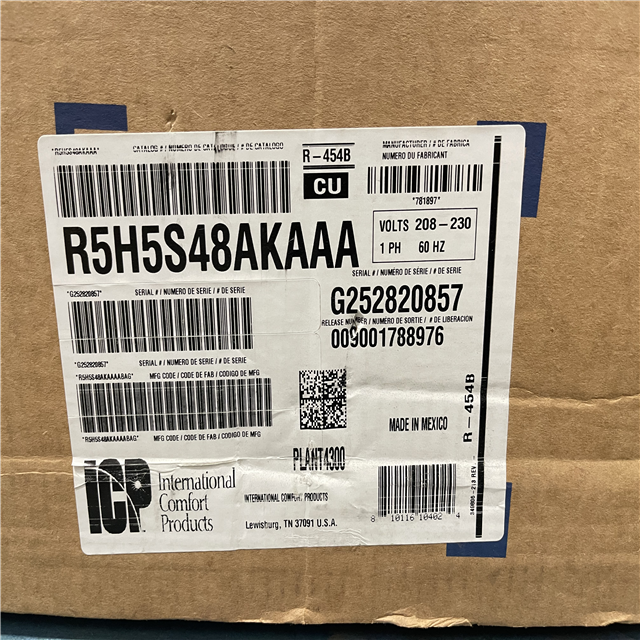 *R5H5S48AKAAA*
CATALOG # / NUMERO DE CATALOGUE / # DE CATALOGO
R-454B
CU
MANUFACTURER / # DE FABRICA
NUMERO DU FABRICANT
*781897*
R5H5S48AKAAA
VOLTS 208-230
1 PH 60 HZ
SERIAL # / NUMERO DE SERIE / # DE SERIE
G252820857
RELEASE NUMBER / NUMERO DE SORTIE / # DE LIBERACION
009001788976
*G252820857*
SERIAL # / NUMERO DE SERIE / # DE SERIE
*G252820857*
SERIAL # / NUMERO DE SERIE / # DE SERIE
*R5H5S48AKAAAABAG*
MFG CODE / CODE DE FAB / CODIGO DE MFG
*R5H5S48AKAAAABAG*
MFG CODE / CODE DE FAB / CODIGO DE MFG
PLANT4300
MADE IN MEXICO
R-454B
icp
International
Comfort
Products
INTERNATIONAL COMFORT PRODUCTS
Lewisburg, TN 37091 U.S.A.
8 10116 10402 4